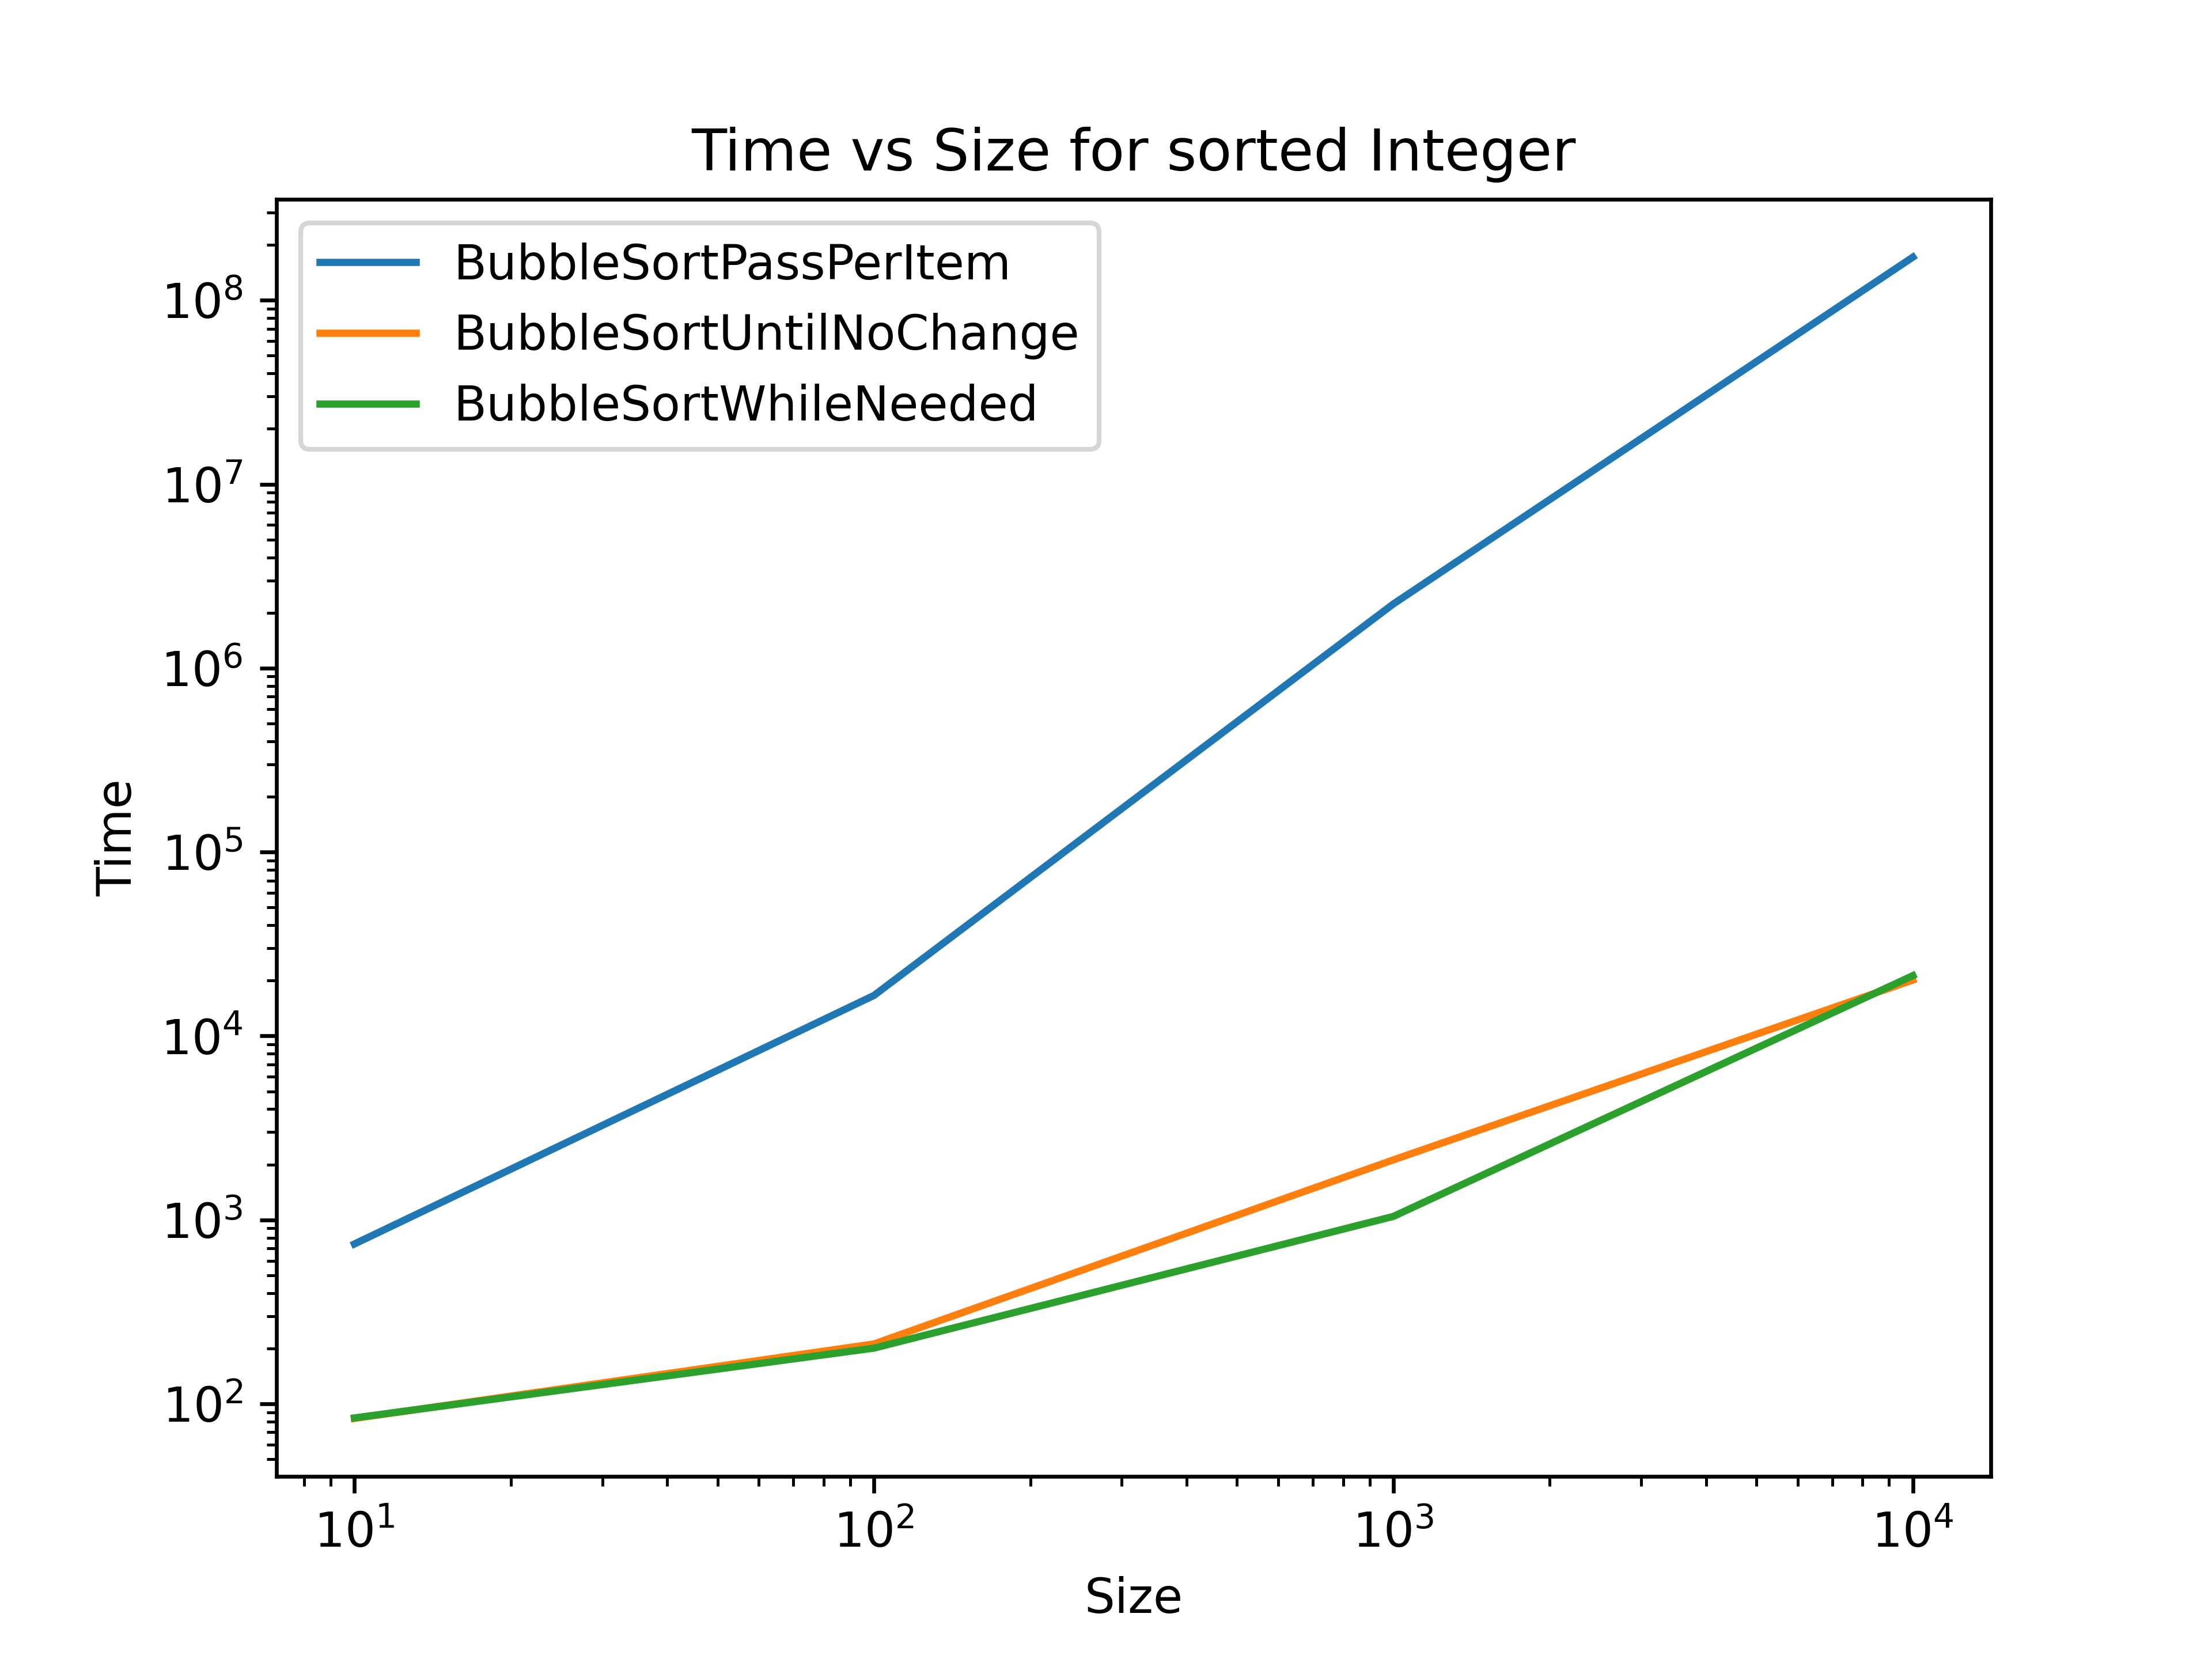 Time vs Size for sorted Integer
BubbleSortPassPerItem
BubbleSortUntilNoChange
BubbleSortWhileNeeded
10⁸
10⁷
10⁶
10⁵
10⁴
10³
10²
Time
10¹ 10² 10³ 10⁴
Size